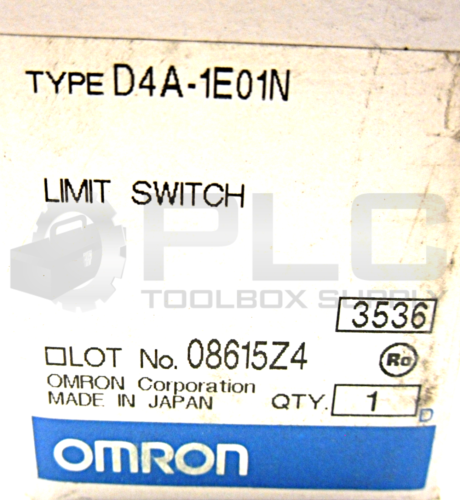 TYPE D4A-1E01N
LIMIT SWITCH
PLC
TOOLBOX SUPPLY
3536
LOT No. 08615Z4
Ro
OMRON Corporation
MADE IN JAPAN QTY. 1
D
OMRON